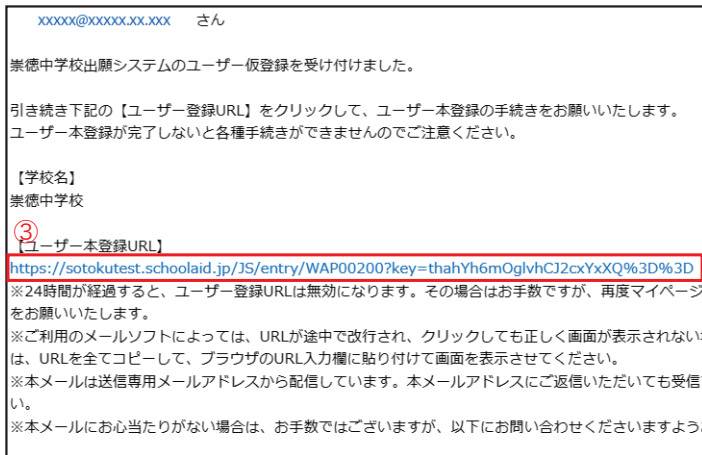 xxxxx@xxxxx.xx.xxx さん
崇徳中学校出願システムのユーザー仮登録を受け付けました。
引き続き下記の【ユーザー登録URL】をクリックして、ユーザー本登録の手続きをお願いいたします。
ユーザー本登録が完了しないと各種手続きができませんのでご注意ください。
【学校名】
崇徳中学校
③
【ユーザー本登録URL】
https://sotokutest.schoolaid.jp/JS/entry/WAP00200?key=thahYh6mOglvhCJ2cxYxXQ%3D%3D
※24時間が経過すると、ユーザー登録URLは無効になります。その場合はお手数ですが、再度マイページ
をお願いいたします。
※ご利用のメールソフトによっては、URLが途中で改行され、クリックしても正しく画面が表示されない
は、URLを全てコピーして、ブラウザのURL入力欄に貼り付けて画面を表示させてください。
※本メールは送信専用メールアドレスから配信しています。本メールアドレスにご返信いただいても受信
い。
※本メールにお心当たりがない場合は、お手数ではございますが、以下にお問い合わせくださいますよう